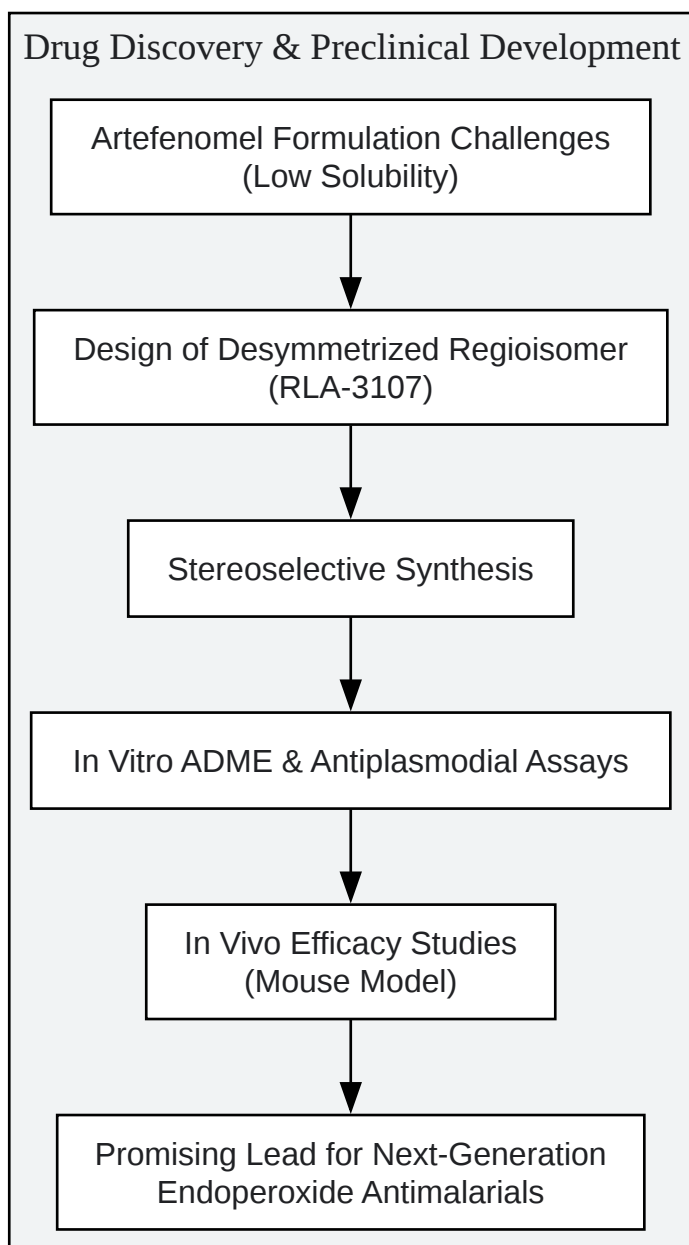 Drug Discovery & Preclinical Development
Artefenomel Formulation Challenges
(Low Solubility)
Design of Desymmetrized Regioisomer
(RLA-3107)
Stereoselective Synthesis
In Vitro ADME & Antiplasmodial Assays
In Vivo Efficacy Studies
(Mouse Model)
Promising Lead for Next-Generation
Endoperoxide Antimalarials